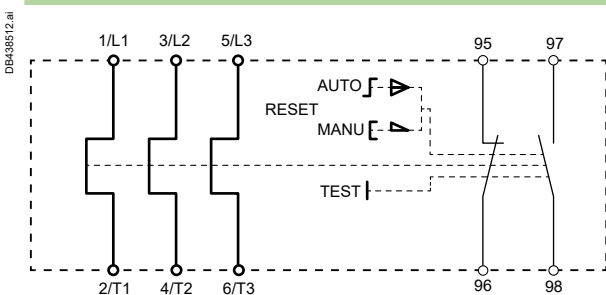 DB438512.ai
1/L1 3/L2 5/L3 95 97
AUTO
RESET
MANU
TEST
2/T1 4/T2 6/T3 96 98